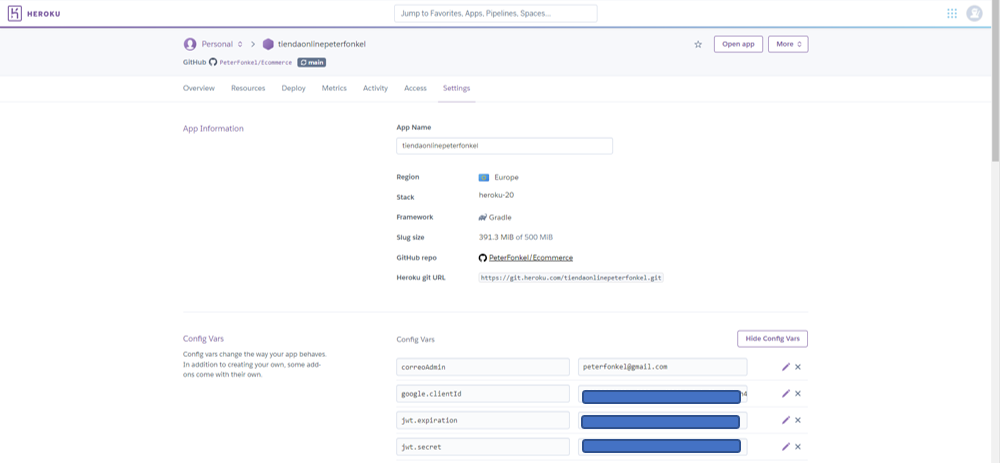 HEROKU
Jump to Favorites, Apps, Pipelines, Spaces...
Personal
tiendaonlinepeterfonkel
Open app
More
GitHub PeterFonkel/Ecommerce main
Overview Resources Deploy Metrics Activity Access Settings
App Information
App Name
tiendaonlinepeterfonkel
Region Europe
Stack heroku-20
Framework Gradle
Slug size 391.3 MiB of 500 MiB
GitHub repo PeterFonkel/Ecommerce
Heroku git URL https://git.heroku.com/tiendaonlinepeterfonkel.git
Config Vars
Config vars change the way your app behaves.
In addition to creating your own, some add-
ons come with their own.
Config Vars
Hide Config Vars
correoAdmin peterfonkel@gmail.com
google.clientId
jwt.expiration
jwt.secret